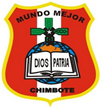 MUNDO MEJOR
DIOS PATRIA
CHIMBOTE